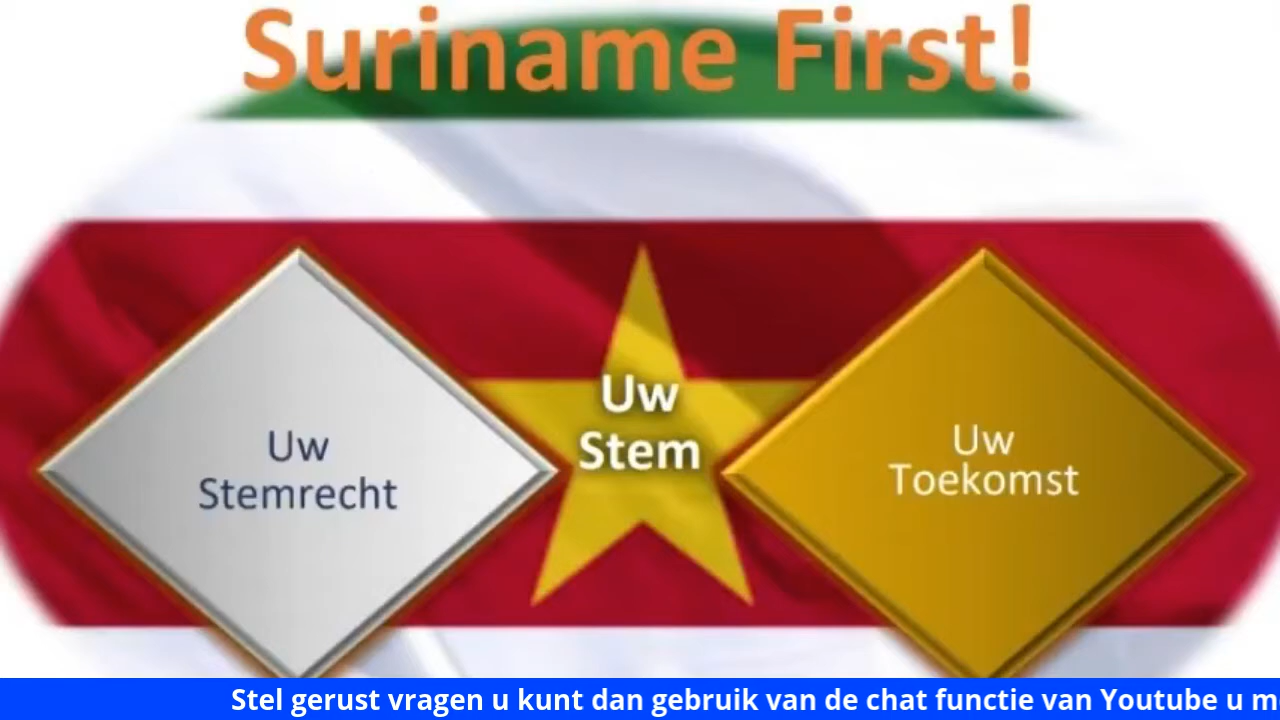 Suriname First!
Uw
Stemrecht
Uw
Stem
Uw
Toekomst
Stel gerust vragen u kunt dan gebruik van de chat functie van Youtube u m